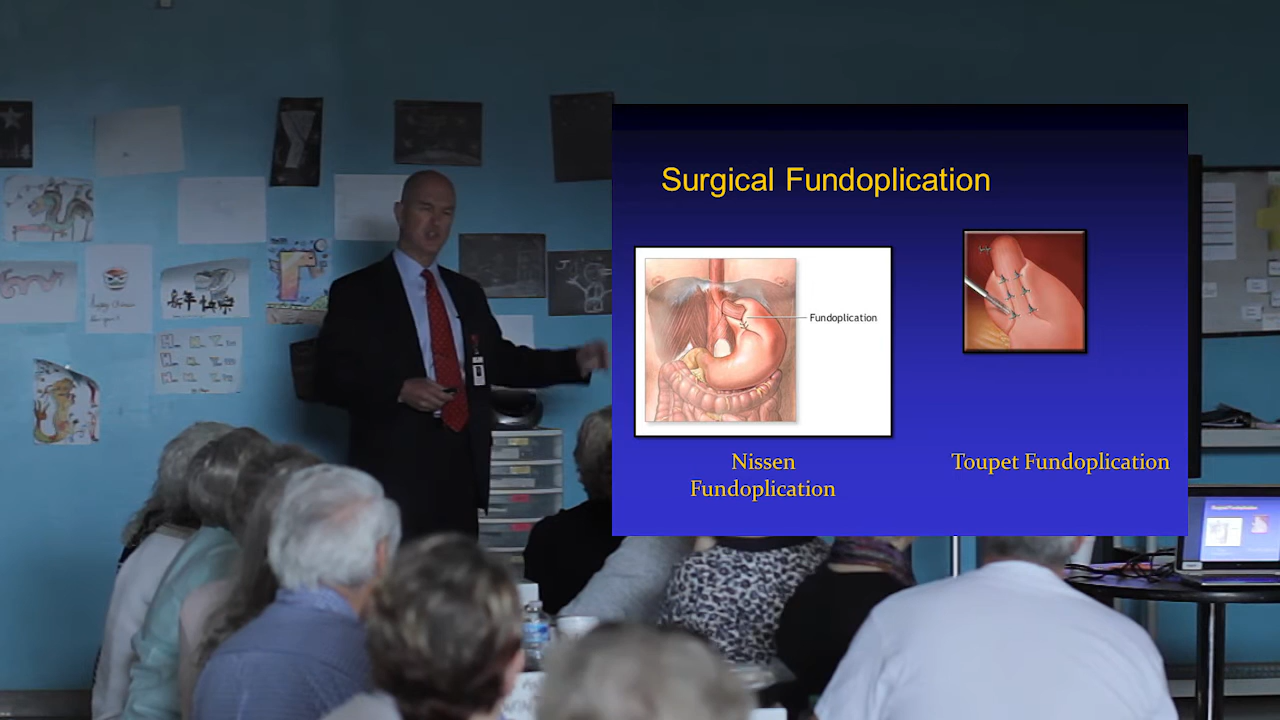 Surgical Fundoplication
Fundoplication
Nissen
Fundoplication
Toupet Fundoplication